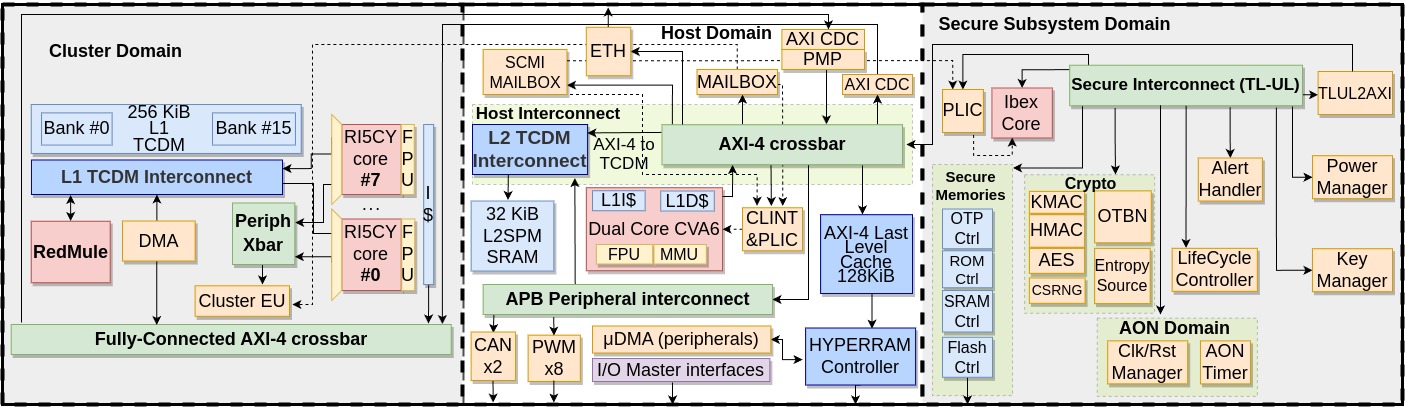 Cluster Domain
256 KiB
L1
TCDM
Bank #0
Bank #15
L1 TCDM Interconnect
RI5CY
core
#7
F
P
U
...
RI5CY
core
#0
F
P
U
I
$
RedMule
DMA
Periph
Xbar
Cluster EU
Fully-Connected AXI-4 crossbar
Host Domain
SCMI
MAILBOX
ETH
MAILBOX
AXI CDC
PMP
AXI CDC
Host Interconnect
L2 TCDM
Interconnect
AXI-4 to
TCDM
AXI-4 crossbar
32 KiB
L2SPM
SRAM
L1I$
L1D$
Dual Core CVA6
FPU
MMU
CLINT
&PLIC
AXI-4 Last
Level
Cache
128KiB
APB Peripheral interconnect
CAN
x2
PWM
x8
µDMA (peripherals)
I/O Master interfaces
HYPERRAM
Controller
Secure Subsystem Domain
PLIC
Ibex
Core
Secure Interconnect (TL-UL)
TLUL2AXI
Secure
Memories
OTP
Ctrl
ROM
Ctrl
SRAM
Ctrl
Flash
Ctrl
Crypto
KMAC
HMAC
AES
CSRNG
OTBN
Entropy
Source
Alert
Handler
LifeCycle
Controller
Power
Manager
Key
Manager
AON Domain
Clk/Rst
Manager
AON
Timer